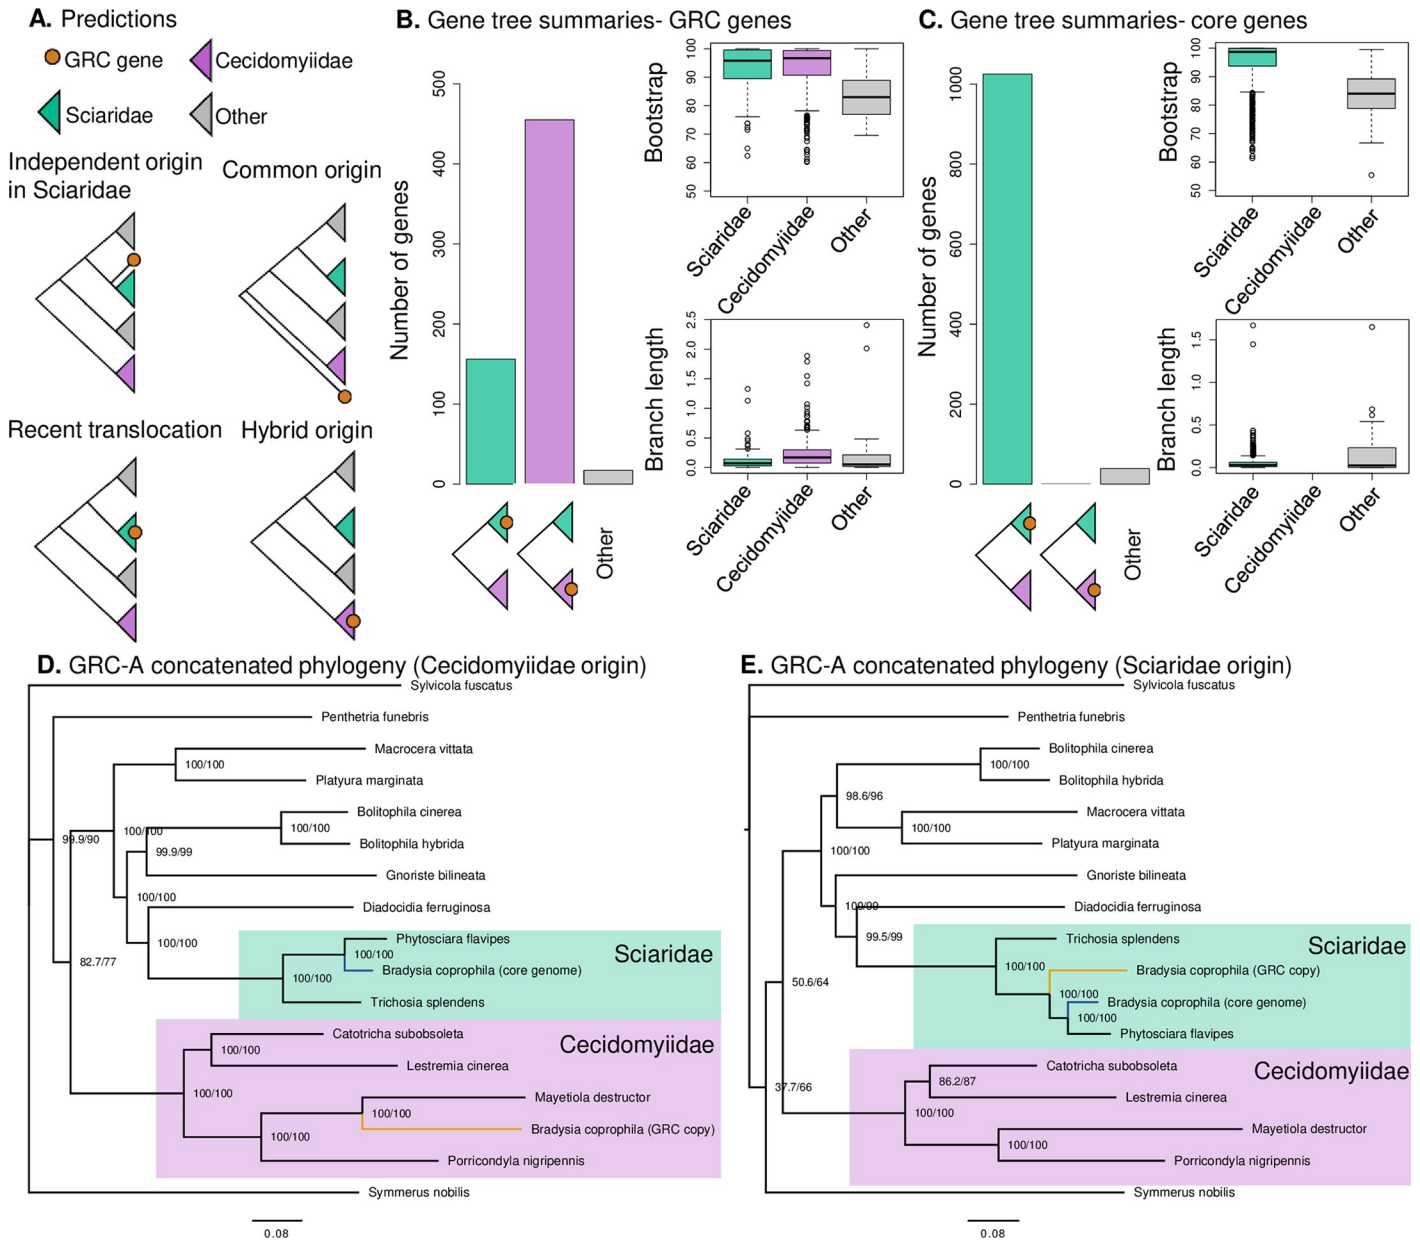 A. Predictions
GRC gene
Cecidomyiidae
Sciaridae
Other
Independent origin
in Sciaridae
Common origin
Recent translocation
Hybrid origin
B. Gene tree summaries- GRC genes
Number of genes
500
400
300
200
100
0
Other
Bootstrap
100
90
80
70
60
50
Sciaridae
Cecidomyiidae
Other
Branch length
2.5
2.0
1.5
1.0
0.5
0.0
Sciaridae
Cecidomyiidae
Other
C. Gene tree summaries- core genes
Number of genes
1000
800
600
400
200
0
Other
Bootstrap
100
90
80
70
60
50
Sciaridae
Cecidomyiidae
Other
Branch length
1.5
1.0
0.5
0.0
Sciaridae
Cecidomyiidae
Other
D. GRC-A concatenated phylogeny (Cecidomyiidae origin)
Sylvicola fuscatus
Penthetria funebris
Macrocera vittata
100/100
Platyura marginata
Bolitophila cinerea
100/100
100/100
99.9/90
Bolitophila hybrida
99.9/99
Gnoriste bilineata
100/100
Diadocidia ferruginosa
100/100
Phytosciara flavipes
Sciaridae
100/100
82.7/77
Bradysia coprophila (core genome)
100/100
Trichosia splendens
Catotricha subobsoleta
Cecidomyiidae
100/100
Lestremia cinerea
100/100
Mayetiola destructor
100/100
Bradysia coprophila (GRC copy)
100/100
Porricondyla nigripennis
Symmerus nobilis
0.08
E. GRC-A concatenated phylogeny (Sciaridae origin)
Sylvicola fuscatus
Penthetria funebris
Bolitophila cinerea
100/100
Bolitophila hybrida
98.6/96
Macrocera vittata
100/100
Platyura marginata
100/100
Gnoriste bilineata
100/99
Diadocidia ferruginosa
99.5/99
Trichosia splendens
Sciaridae
100/100
Bradysia coprophila (GRC copy)
50.6/64
100/100
Bradysia coprophila (core genome)
100/100
Phytosciara flavipes
Catotricha subobsoleta
Cecidomyiidae
86.2/87
37.7/66
Lestremia cinerea
100/100
Mayetiola destructor
100/100
Porricondyla nigripennis
Symmerus nobilis
0.08